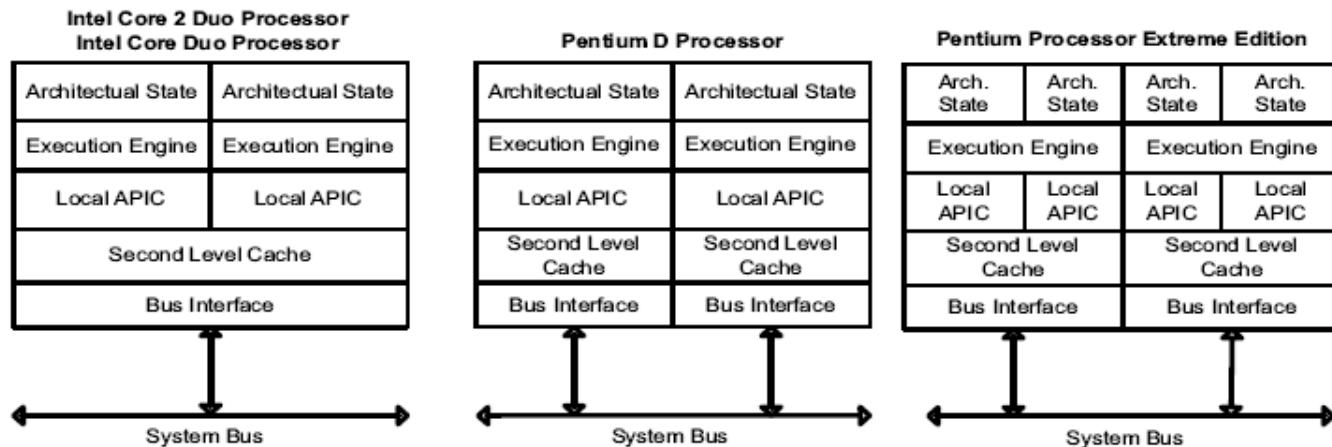 Intel Core 2 Duo Processor
Intel Core Duo Processor
Architectual State
Architectual State
Execution Engine
Execution Engine
Local APIC
Local APIC
Second Level Cache
Bus Interface
System Bus
Pentium D Processor
Architectual State
Architectual State
Execution Engine
Execution Engine
Local APIC
Local APIC
Second Level
Cache
Second Level
Cache
Bus Interface
Bus Interface
System Bus
Pentium Processor Extreme Edition
Arch.
State
Arch.
State
Arch.
State
Arch.
State
Execution Engine
Execution Engine
Local
APIC
Local
APIC
Local
APIC
Local
APIC
Second Level
Cache
Second Level
Cache
Bus Interface
Bus Interface
System Bus